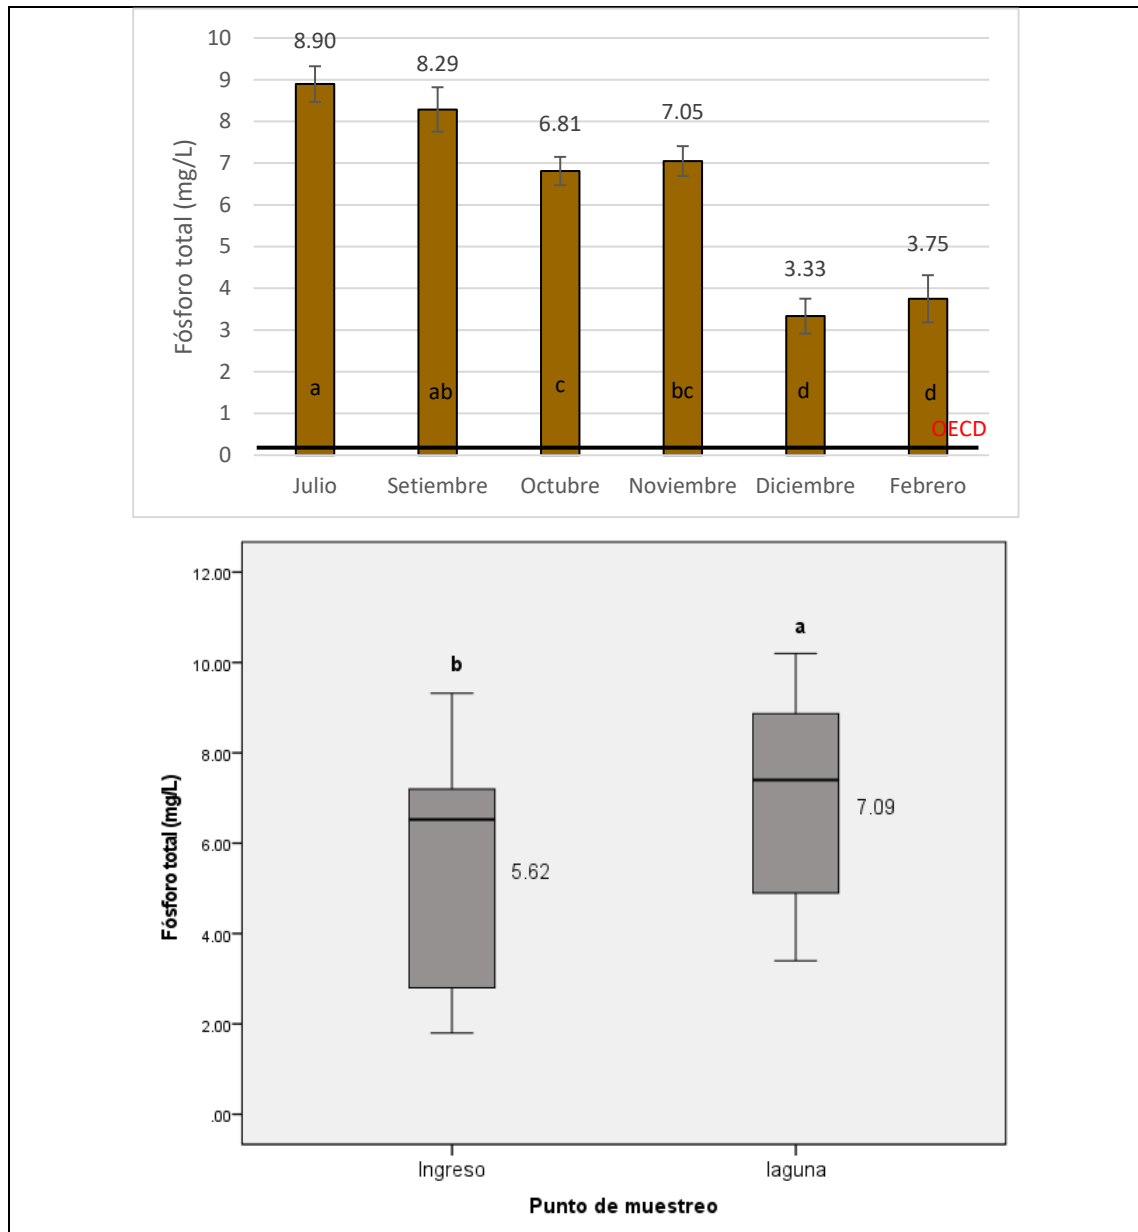 10
9
8
7
6
5
4
3
2
1
0
Fósforo total (mg/L)
8.90
8.29
6.81
7.05
3.33
3.75
a
ab
c
bc
d
d
OECD
Julio Setiembre Octubre Noviembre Diciembre Febrero
12.00
10.00
8.00
6.00
4.00
2.00
.00
Fósforo total (mg/L)
b
a
5.62
7.09
Ingreso laguna
Punto de muestreo